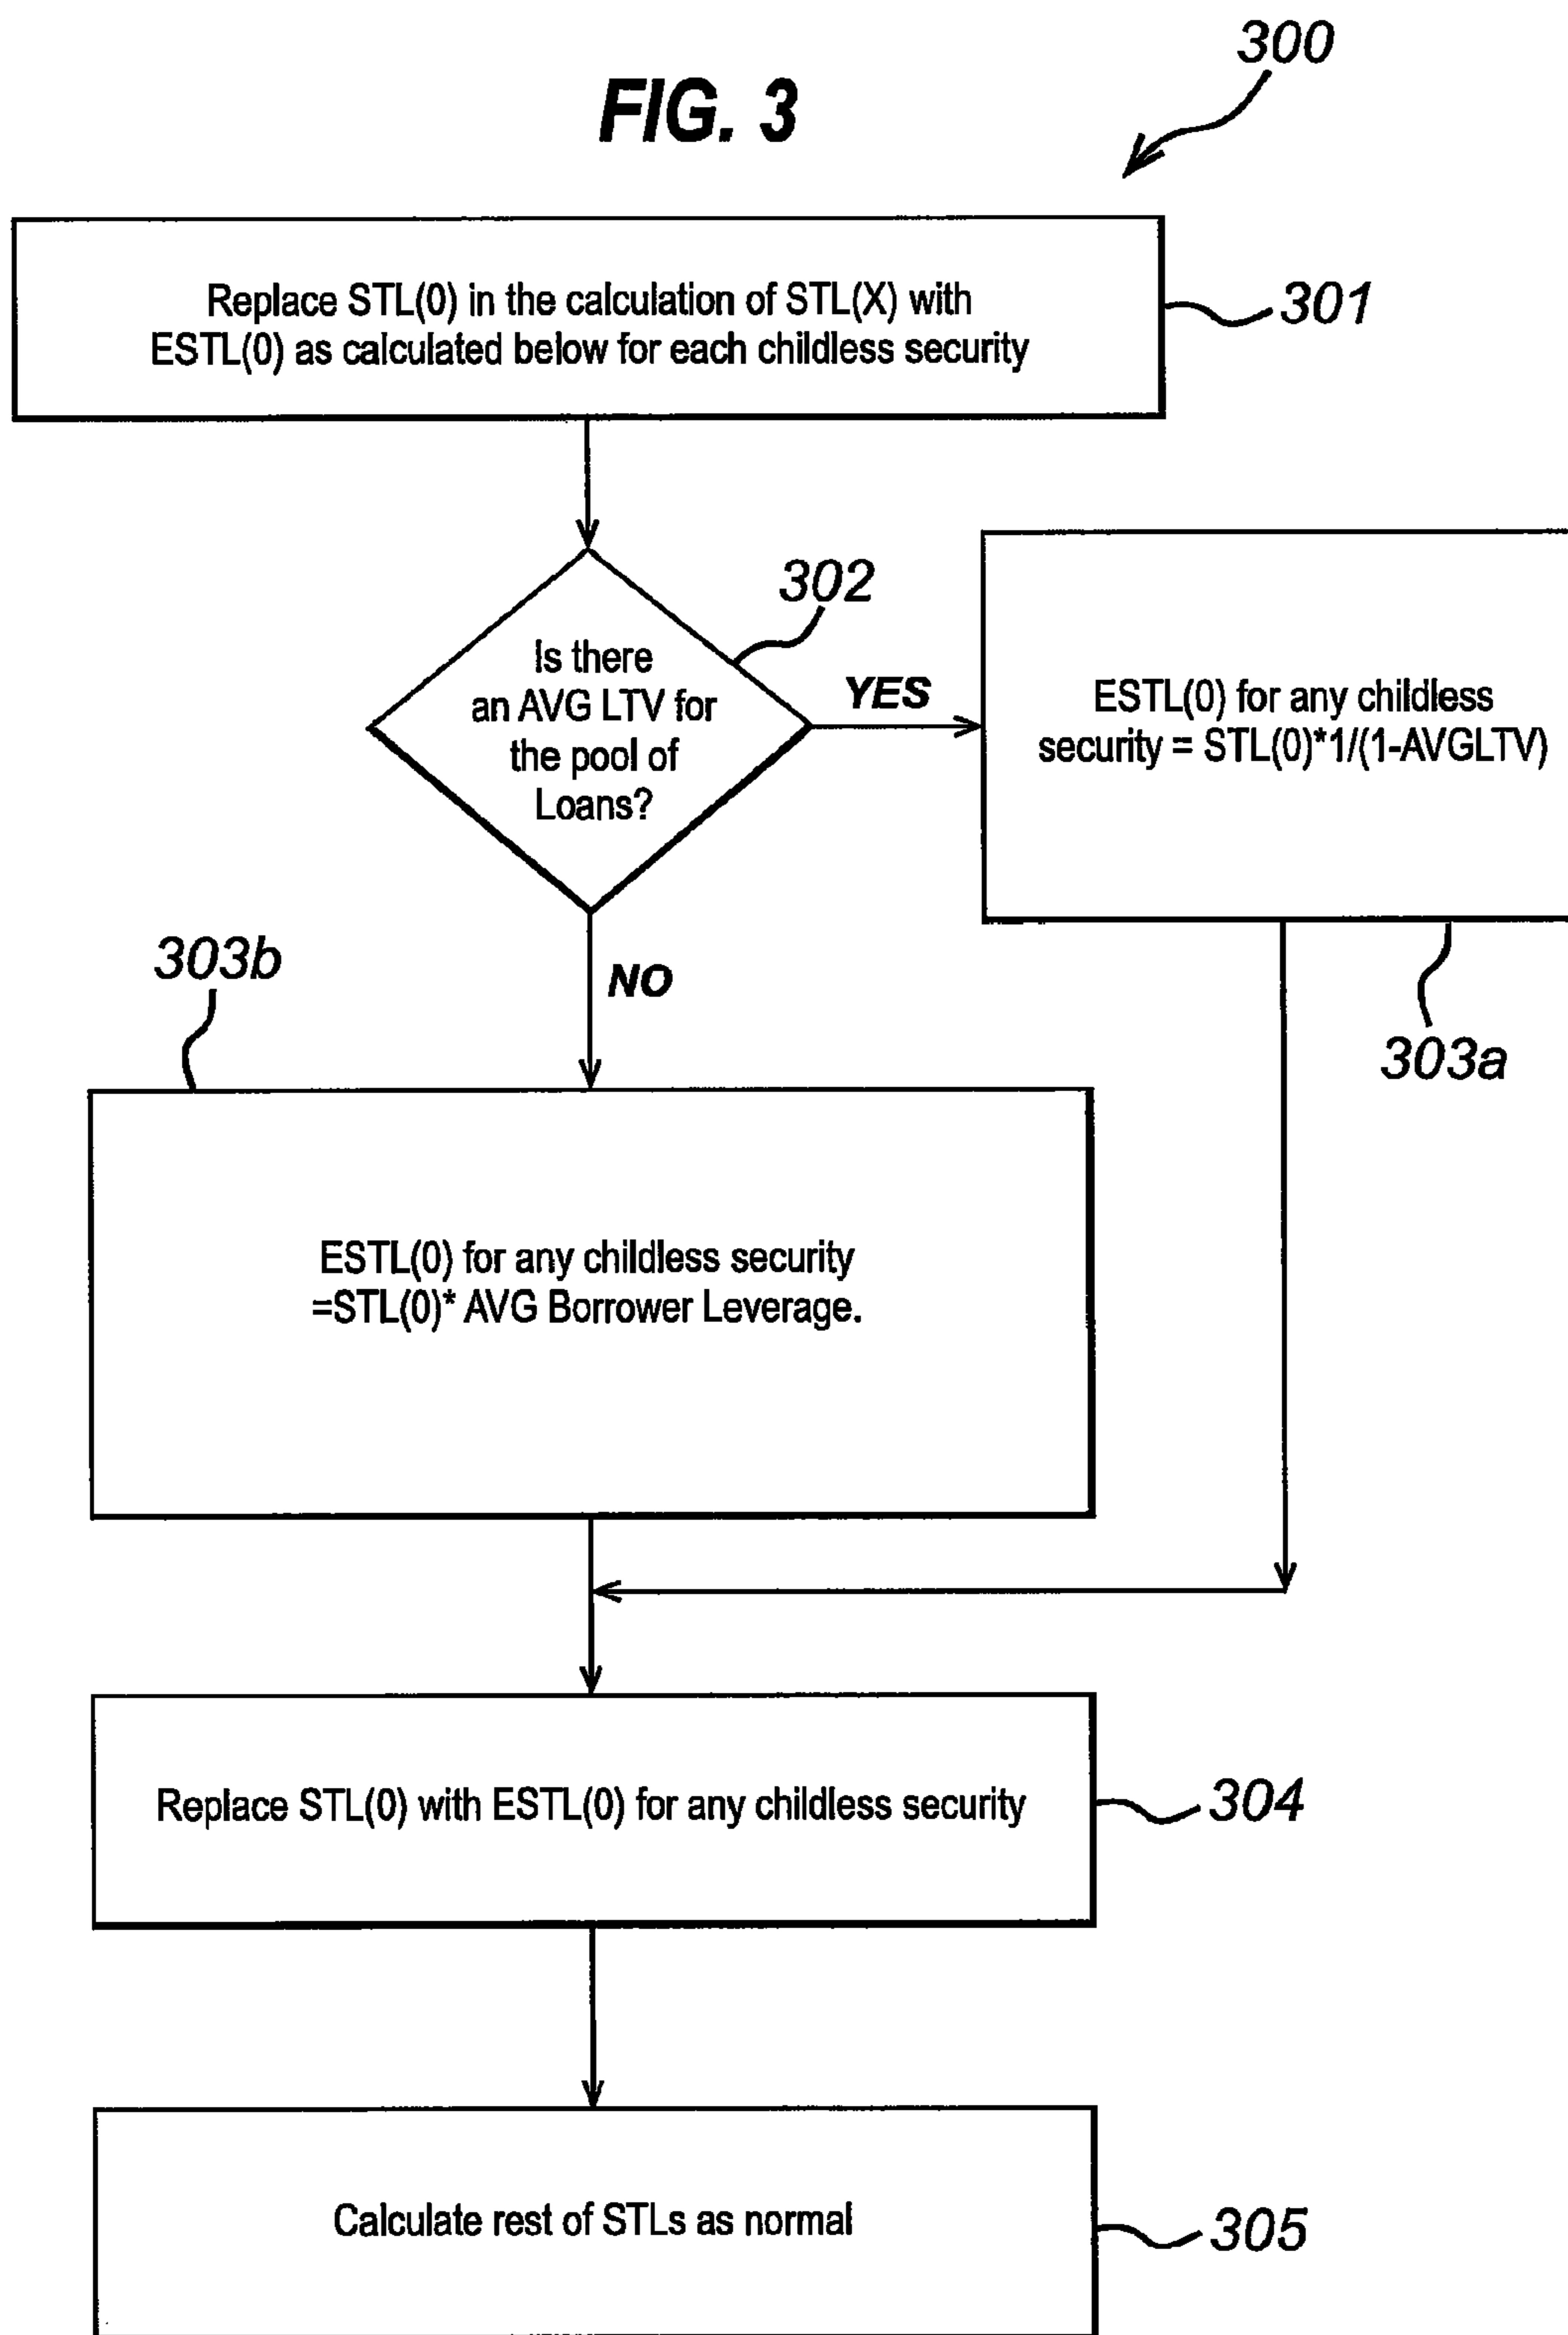 300
FIG. 3
Replace STL(0) in the calculation of STL(X) with
ESTL(0) as calculated below for each childless security
301
302
Is there
an AVG LTV for
the pool of
Loans?
YES
ESTL(0) for any childless
security = STL(0)*1/(1-AVGLTV)
303a
NO
303b
ESTL(0) for any childless security
=STL(0)* AVG Borrower Leverage.
Replace STL(0) with ESTL(0) for any childless security
304
Calculate rest of STLs as normal
305